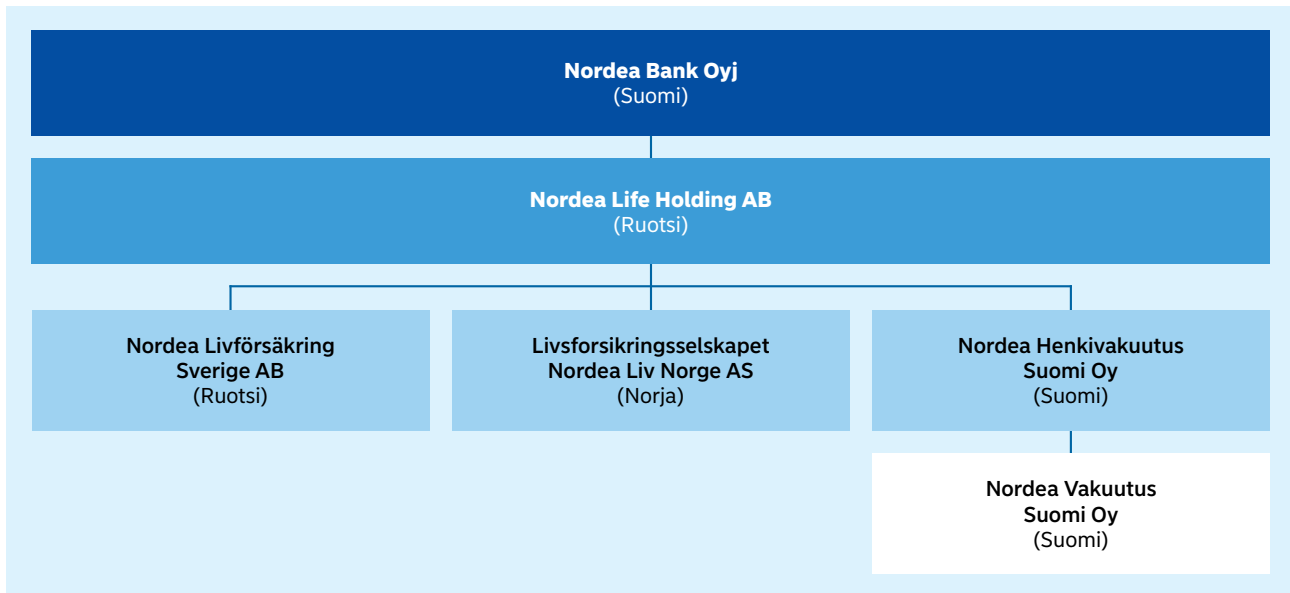 Nordea Bank Oyj
(Suomi)
Nordea Life Holding AB
(Ruotsi)
Nordea Livförsäkring
Sverige AB
(Ruotsi)
Livsforsikringsselskapet
Nordea Liv Norge AS
(Norja)
Nordea Henkivakuutus
Suomi Oy
(Suomi)
Nordea Vakuutus
Suomi Oy
(Suomi)